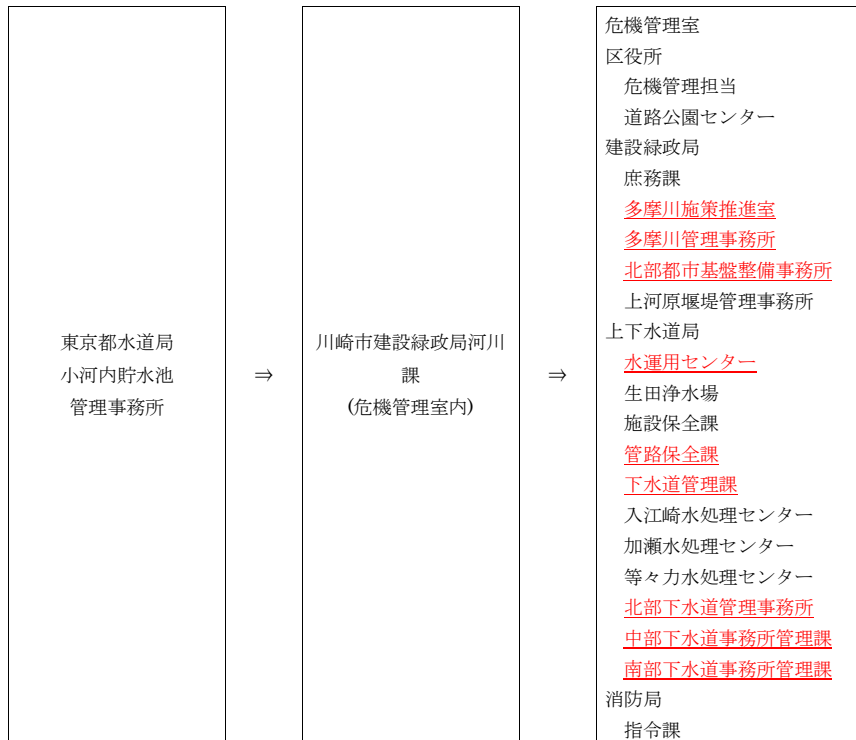 東京都水道局
小河内貯水池
管理事務所
⇒
川崎市建設緑政局河川
課
(危機管理室内)
⇒
危機管理室
区役所
危機管理担当
道路公園センター
建設緑政局
庶務課
多摩川施策推進室
多摩川管理事務所
北部都市基盤整備事務所
上河原堰堤管理事務所
上下水道局
水運用センター
生田浄水場
施設保全課
管路保全課
下水道管理課
入江崎水処理センター
加瀬水処理センター
等々力水処理センター
北部下水道管理事務所
中部下水道事務所管理課
南部下水道事務所管理課
消防局
指令課